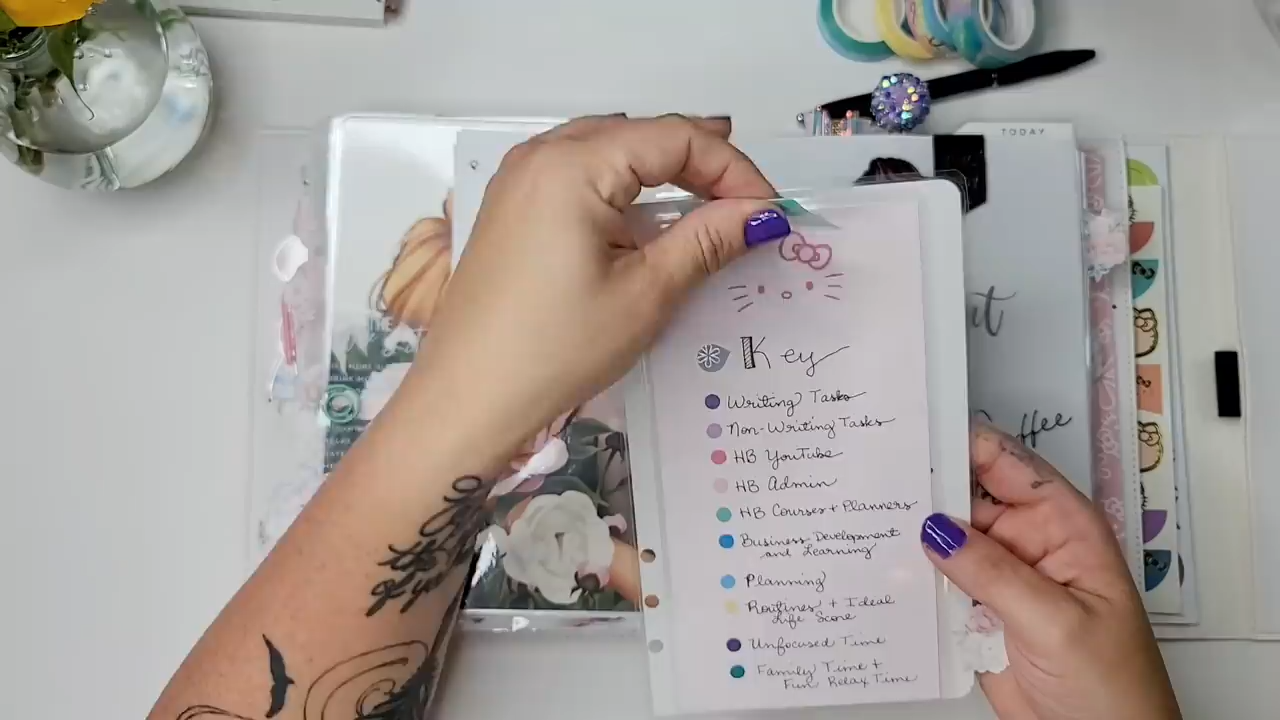 TODAY
Key
Writing Tasks
Non-Writing Tasks
HB YouTube
HB Admin
HB Courses + Planners
Business Development
and Learning
Planning
Routines + Ideal
Life Score
Unfocused Time
Family Time +
Fun Relax Time
offee